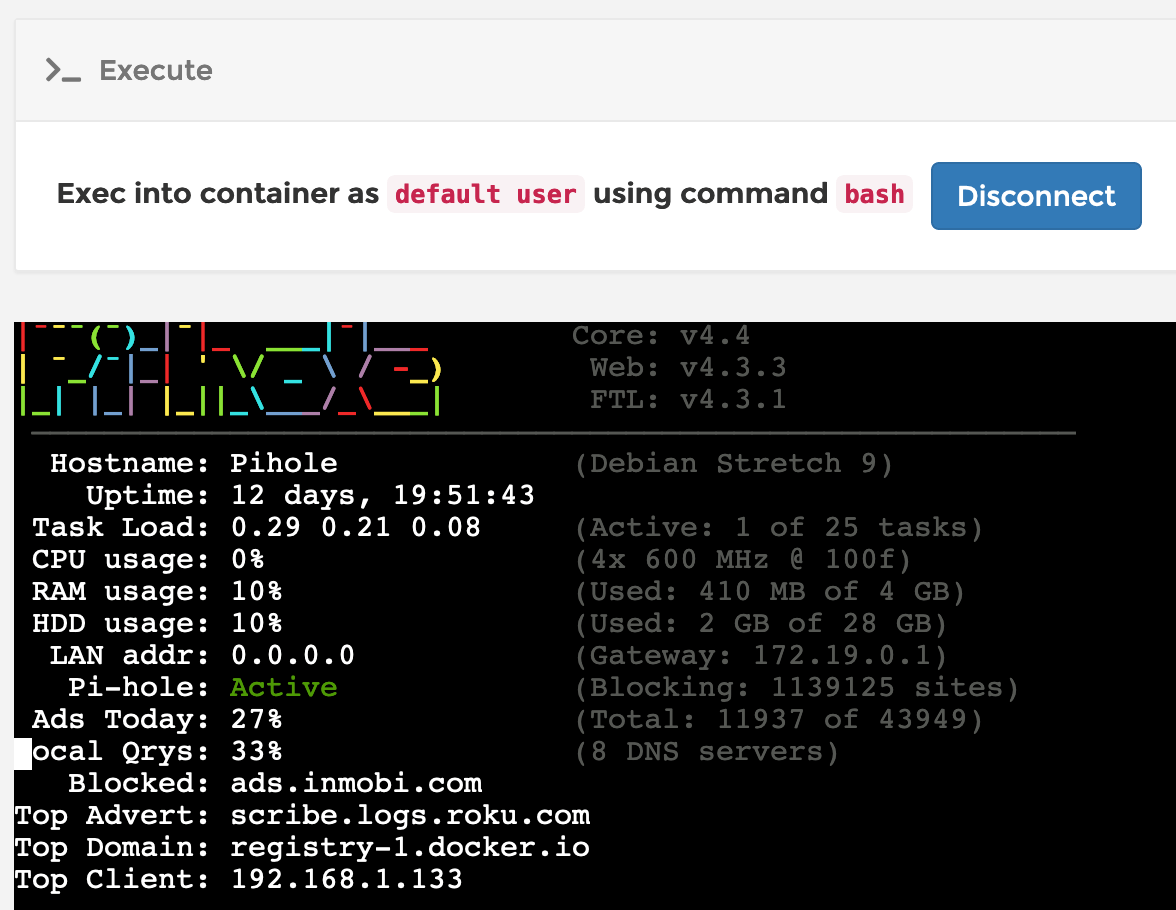 >_ Execute
Exec into container as default user using command bash Disconnect
Core: v4.4
Web: v4.3.3
FTL: v4.3.1
Hostname: Pihole (Debian Stretch 9)
Uptime: 12 days, 19:51:43
Task Load: 0.29 0.21 0.08 (Active: 1 of 25 tasks)
CPU usage: 0% (4x 600 MHz @ 100f)
RAM usage: 10% (Used: 410 MB of 4 GB)
HDD usage: 10% (Used: 2 GB of 28 GB)
LAN addr: 0.0.0.0 (Gateway: 172.19.0.1)
Pi-hole: Active (Blocking: 1139125 sites)
Ads Today: 27% (Total: 11937 of 43949)
ocal Qrys: 33% (8 DNS servers)
Blocked: ads.inmobi.com
Top Advert: scribe.logs.roku.com
Top Domain: registry-1.docker.io
Top Client: 192.168.1.133